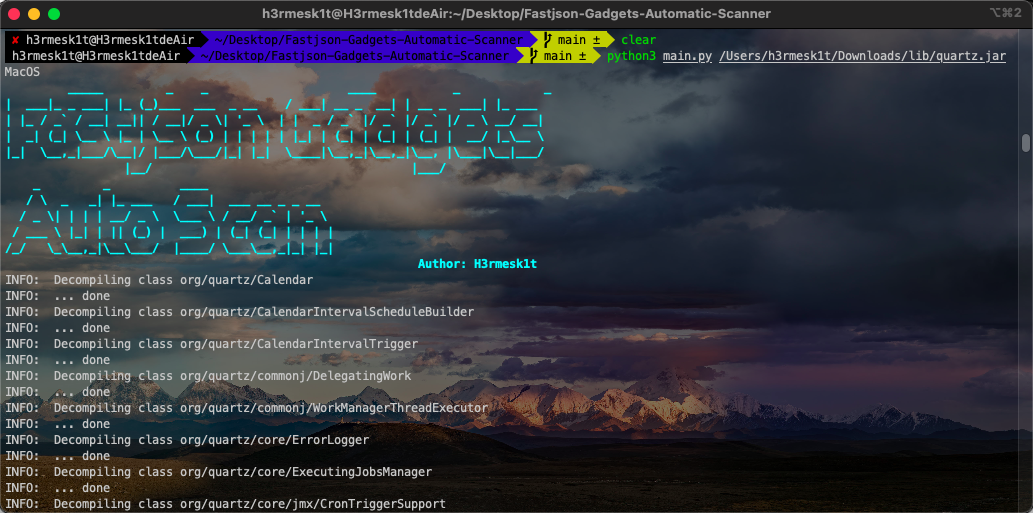 h3rmesk1t@H3rmesk1tdeAir:~/Desktop/Fastjson-Gadgets-Automatic-Scanner ⌥⌘2
✘ h3rmesk1t@H3rmesk1tdeAir ~/Desktop/Fastjson-Gadgets-Automatic-Scanner main ± clear
h3rmesk1t@H3rmesk1tdeAir ~/Desktop/Fastjson-Gadgets-Automatic-Scanner main ± python3 main.py /Users/h3rmesk1t/Downloads/lib/quartz.jar
MacOS
Fastjson Gadgets
Auto Scan
Author: H3rmesk1t
INFO: Decompiling class org/quartz/Calendar
INFO: ... done
INFO: Decompiling class org/quartz/CalendarIntervalScheduleBuilder
INFO: ... done
INFO: Decompiling class org/quartz/CalendarIntervalTrigger
INFO: ... done
INFO: Decompiling class org/quartz/commonj/DelegatingWork
INFO: ... done
INFO: Decompiling class org/quartz/commonj/WorkManagerThreadExecutor
INFO: ... done
INFO: Decompiling class org/quartz/core/ErrorLogger
INFO: ... done
INFO: Decompiling class org/quartz/core/ExecutingJobsManager
INFO: ... done
INFO: Decompiling class org/quartz/core/jmx/CronTriggerSupport